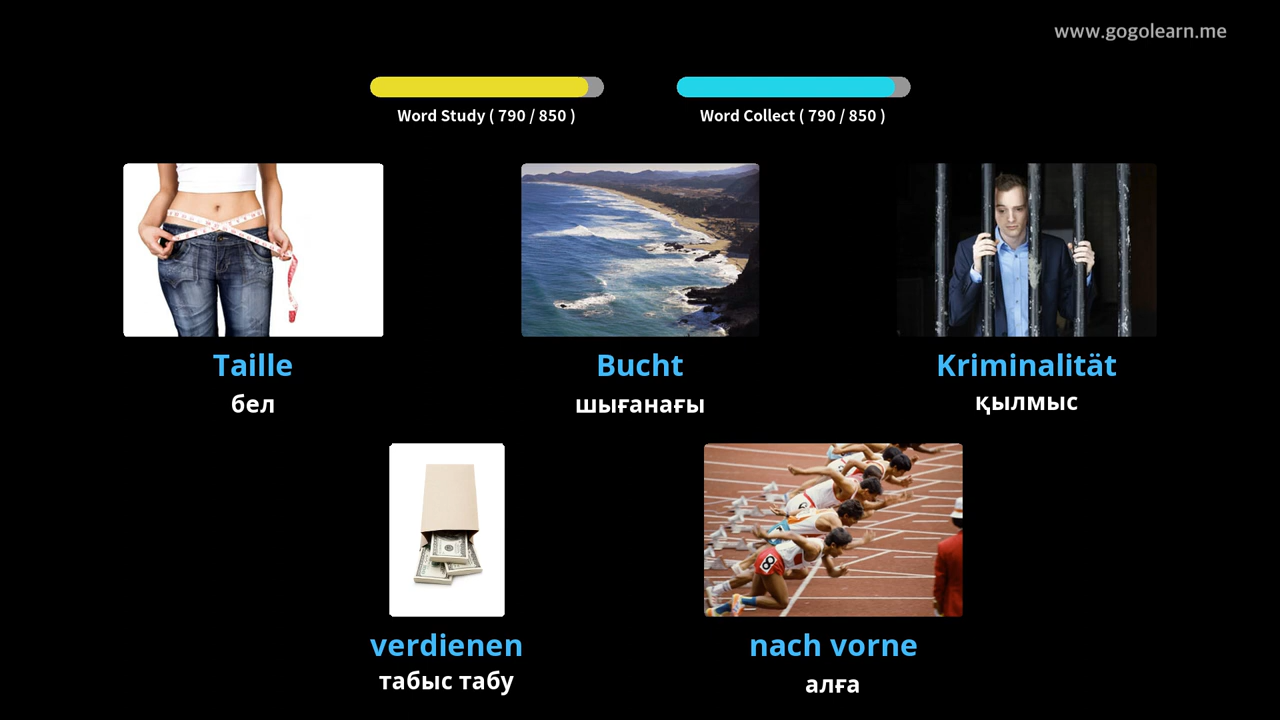 www.gogolearn.me
Word Study ( 790 / 850 )
Word Collect ( 790 / 850 )
Taille
бел
Bucht
шығанағы
Kriminalität
қылмыс
verdienen
табыс табу
nach vorne
алға